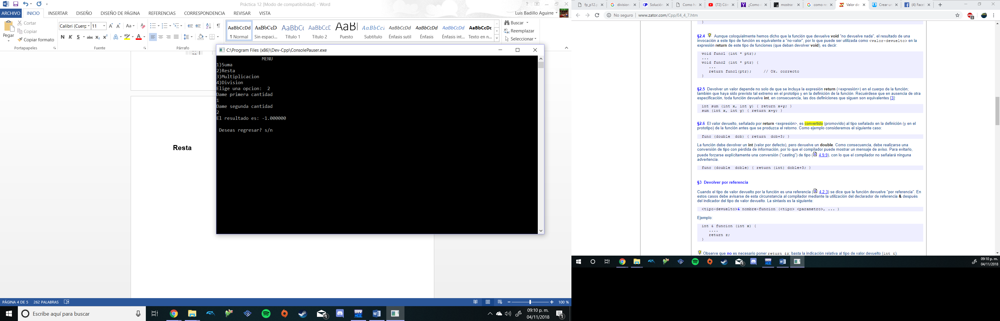 Práctica 12 [Modo de compatibilidad] - Word
ARCHIVO INICIO INSERTAR DISEÑO DISEÑO DE PÁGINA REFERENCIAS CORRESPONDENCIA REVISAR VISTA
Luis Badillo Aguirre
Pegar
Cortar
Copiar
Copiar formato
Portapapeles
Calibri (Cuerp 11
N K S abc x₂ x²
Fuente
Párrafo
AaBbCcDd AaBbCcD AaBbCc AaBbCcC AaBl AaBbCcl AaBbCcDd AaBbCcDd AaBbCcDd AaBbCcDc
¶ Normal Sin espaci... Título 1 Título 2 Puesto Subtítulo Énfasis sutil Énfasis Énfasis int... Texto en n...
Buscar
Reemplazar
Seleccionar
Resta
C:\Program Files (x86)\Dev-Cpp\ConsolePauser.exe
MENU
1)Suma
2)Resta
3)Multiplicacion
4)Division
Elige una opcion:  2
Dame primera cantidad
1
Dame segunda cantidad
2
El resultado es: -1.000000
Deseas regresar? s/n
PÁGINA 4 DE 5 262 PALABRAS
100 %
Escribe aquí para buscar
09:10 p. m.
04/11/2018
fp_p12.p division Solución Como ha (72) Cón ¿Como c mostrar como re Valor de Crear un (4) Facel
No seguro | www.zator.com/Cpp/E4_4_7.htm
}
§2.4 Aunque coloquialmente hemos dicho que la función que devuelve void "no devuelve nada", el resultado de una
invocación a este tipo de función es equivalente a "no-valor", por lo que puede ser utilizada como <valor-devuelto> en la
expresión return de este tipo de funciones (que deban devolver void), es decir:
void func1 (int * ptr);
...
void func2 (int * ptr) {
...
return func1(ptr);     // Ok. correcto
}
§2.5 Devolver un valor depende no solo de que se incluya la expresión return (<expresión>) en el cuerpo de la función;
también que haya sido previsto tal extremo en el prototipo y en la definición de la función. Recuérdese que en ausencia de otra
especificación, toda función devuelve int, en consecuencia, las dos definiciones que siguen son equivalentes [3]:
int sum (int x, int y) { return x+y; }
sum (int x, int y) { return x+y; }
§2.6 El valor devuelto, señalado por return <expresión>, es convertido (promovido) al tipo señalado en la definición (y en el
prototipo) de la función antes que se produzca el retorno. Como ejemplo consideremos el siguiente caso:
func (double  dob) { return  dob+3; }
La función debe devolver un int (valor por defecto), pero devuelve un double. Como consecuencia, debe realizarse una
conversión de tipo con pérdida de información, por lo que el compilador puede mostrar un mensaje de aviso. Para evitarlo,
puede forzarse explícitamente una conversión ("casting") de tipo ( 4.9.9), con lo que el compilador no señalará ninguna
advertencia.
func (double  doble) { return (int) doble+3; }
§3 Devolver por referencia
Cuando el tipo de valor devuelto por la función es una referencia ( 4.2.3) se dice que la función devuelve "por referencia". En
estos casos debe avisarse de esta circunstancia al compilador mediante la utilización del declarador de referencia & después
del indicador del tipo de valor devuelto. La sintaxis es la siguiente:
<tipo-devuelto>& nombre-funcion (<tipo> <parametro>, ... )
Ejemplo:
int & funcion (int x) {
....
return z;
}
Observe que no es necesario poner return &z; basta la indicación relativa al tipo de valor devuelto (int &).
09:10 p. m.
04/11/2018